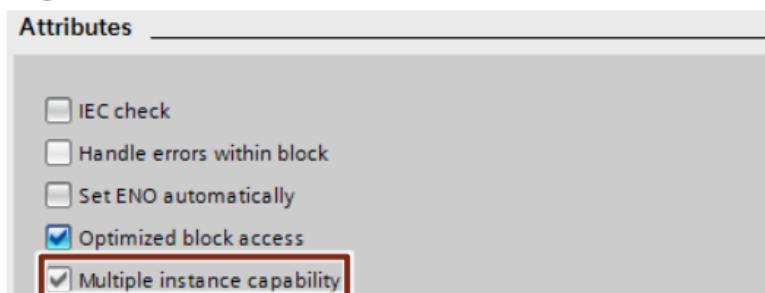 Attributes
IEC check
Handle errors within block
Set ENO automatically
Optimized block access
Multiple instance capability